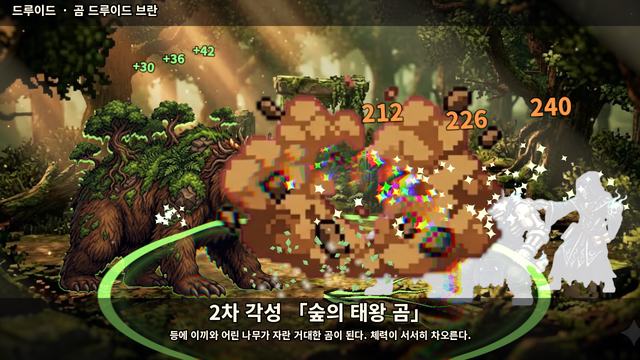 드루이드 · 곰 드루이드 브란
+30 +36 +42
212 226 240
2차 각성 「숲의 태왕 곰」
등에 이끼와 어린 나무가 자란 거대한 곰이 된다. 체력이 서서히 차오른다.